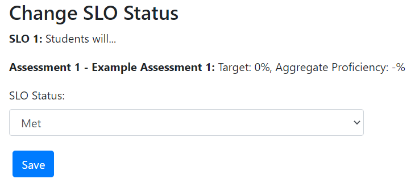 Change SLO Status
SLO 1: Students will...
Assessment 1 - Example Assessment 1: Target: 0%, Aggregate Proficiency: -%
SLO Status:
Met
Save